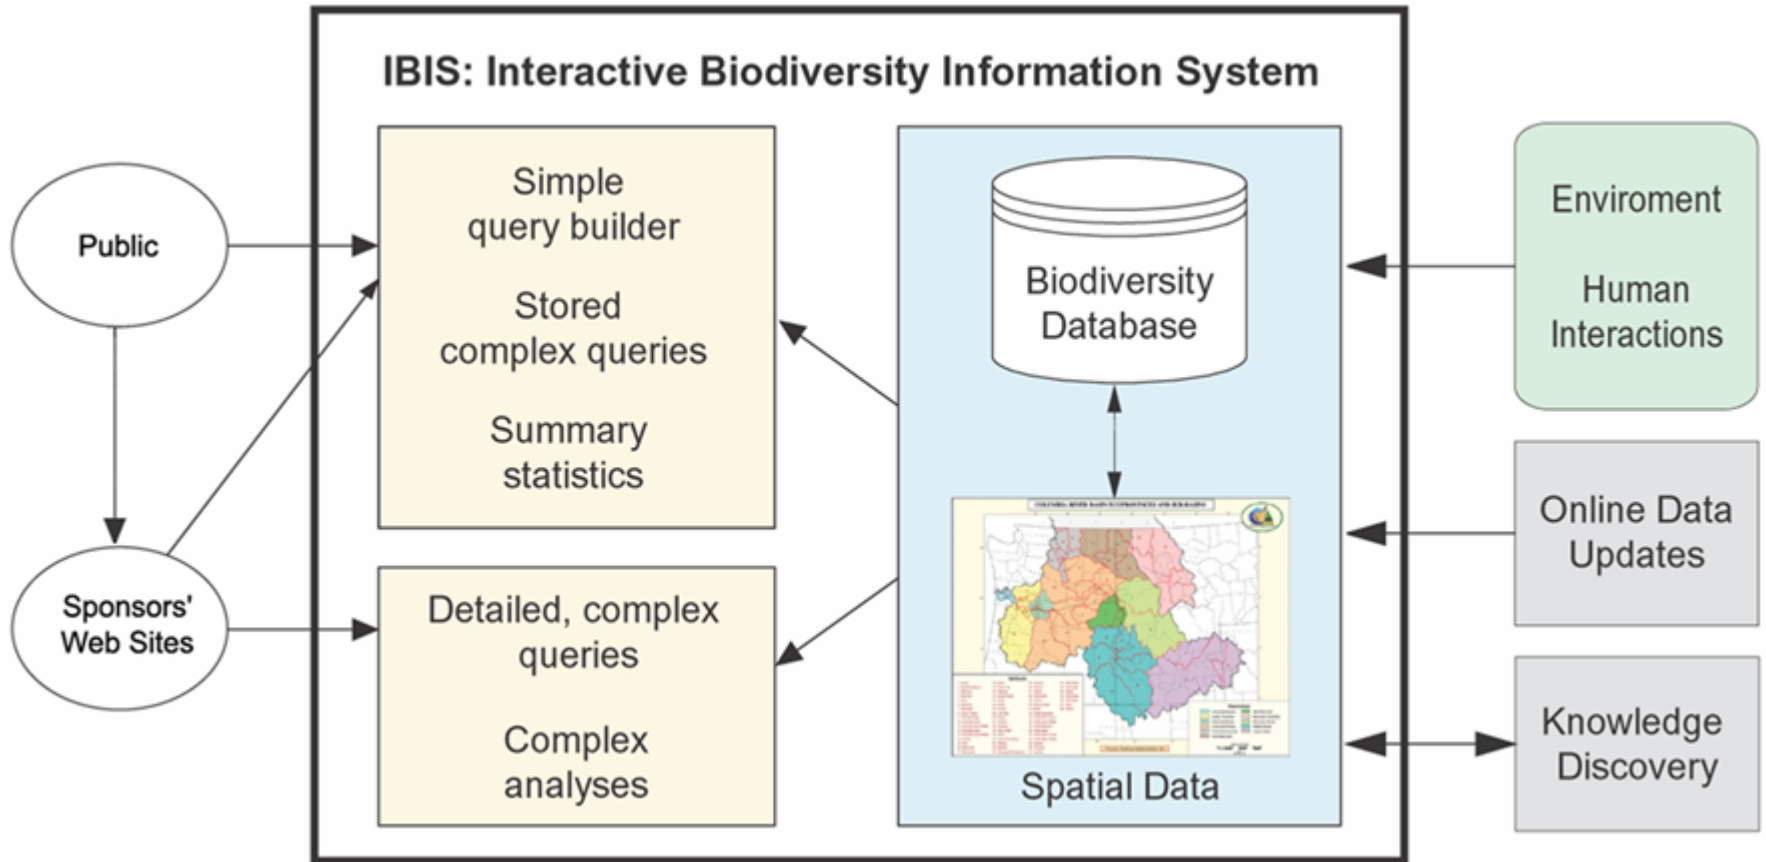 IBIS: Interactive Biodiversity Information System
Public
Sponsors'
Web Sites
Simple
query builder
Stored
complex queries
Summary
statistics
Detailed, complex
queries
Complex
analyses
Biodiversity
Database
Spatial Data
Enviroment
Human
Interactions
Online Data
Updates
Knowledge
Discovery